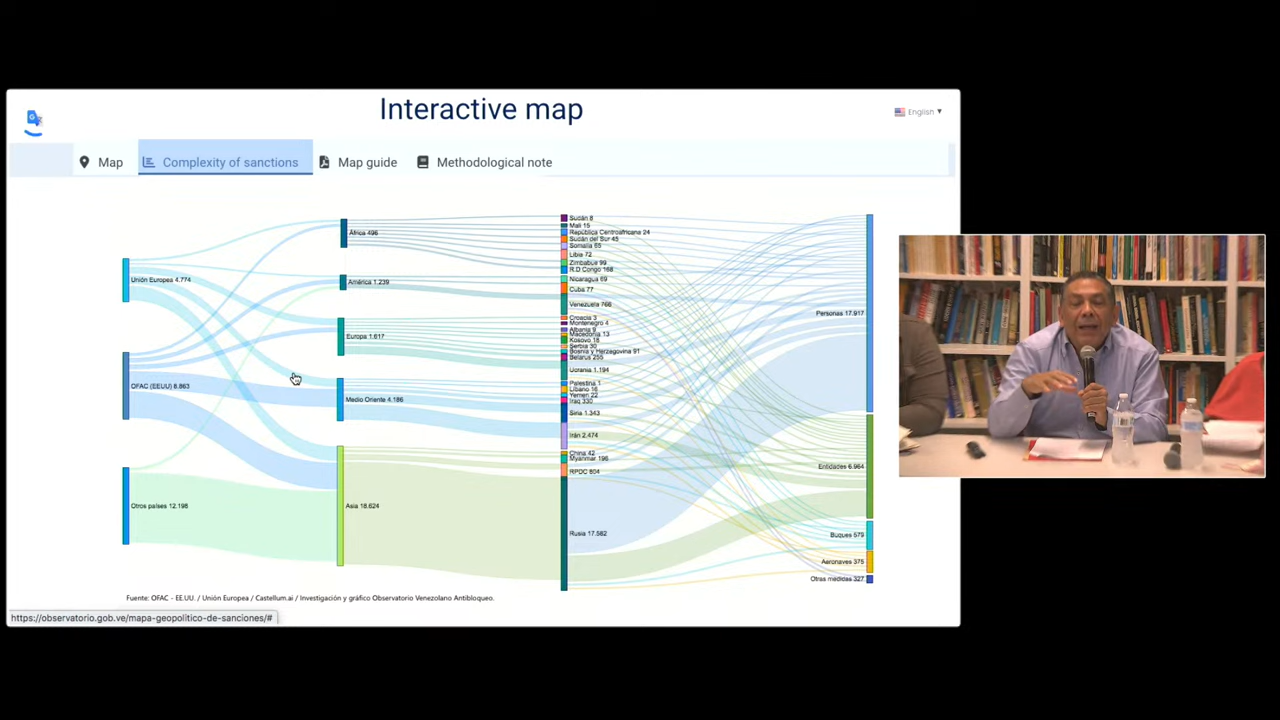 Interactive map
English
Map
Complexity of sanctions
Map guide
Methodological note
Unión Europea 4.774
OFAC (EEUU) 8.863
Otros países 12.198
África 496
América 1.239
Europa 1.617
Medio Oriente 4.186
Asia 18.624
Sudán 8
Mali 15
República Centroafricana 24
Sudán del Sur 45
Somalia 65
Libia 72
Zimbabue 99
R.D Congo 168
Nicaragua 69
Cuba 77
Venezuela 766
Croacia 3
Montenegro 4
Albania 9
Macedonia 13
Kosovo 18
Serbia 30
Bosnia y Herzegovina 91
Belarus 255
Ucrania 1.194
Palestina 1
Líbano 16
Yemen 22
Iraq 330
Siria 1.343
Irán 2.474
China 42
Myanmar 196
RPDC 804
Rusia 17.582
Personas 17.917
Entidades 6.964
Buques 579
Aeronaves 375
Otras medidas 327
Fuente: OFAC - EE.UU. / Unión Europea / Castellum.ai / Investigación y gráfico Observatorio Venezolano Antibloqueo.
https://observatorio.gob.ve/mapa-geopolitico-de-sanciones/#